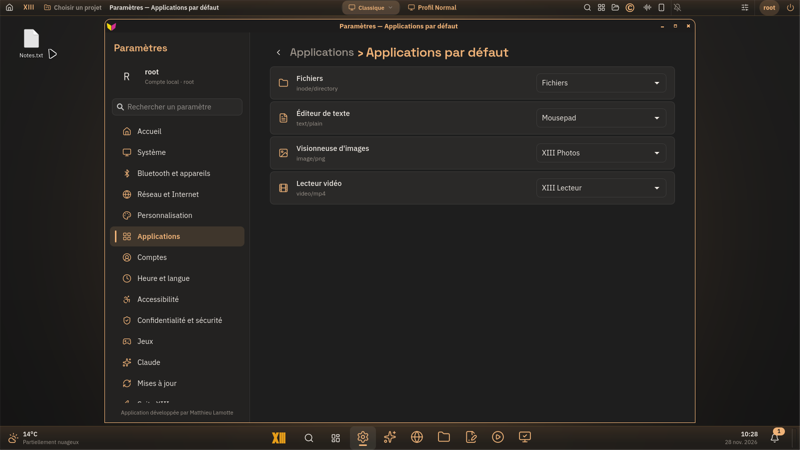 XIII Choisir un projet Paramètres — Applications par défaut Classique Profil Normal root
Paramètres — Applications par défaut
Notes.txt
Paramètres
root
Compte local · root
Rechercher un paramètre
Accueil
Système
Bluetooth et appareils
Réseau et Internet
Personnalisation
Applications
Comptes
Heure et langue
Accessibilité
Confidentialité et sécurité
Jeux
Claude
Mises à jour
Application développée par Matthieu Lamotte
Applications > Applications par défaut
Fichiers
inode/directory
Fichiers
Éditeur de texte
text/plain
Mousepad
Visionneuse d'images
image/png
XIII Photos
Lecteur vidéo
video/mp4
XIII Lecteur
14°C
Partiellement nuageux
XIII
10:28
28 nov. 2026
1